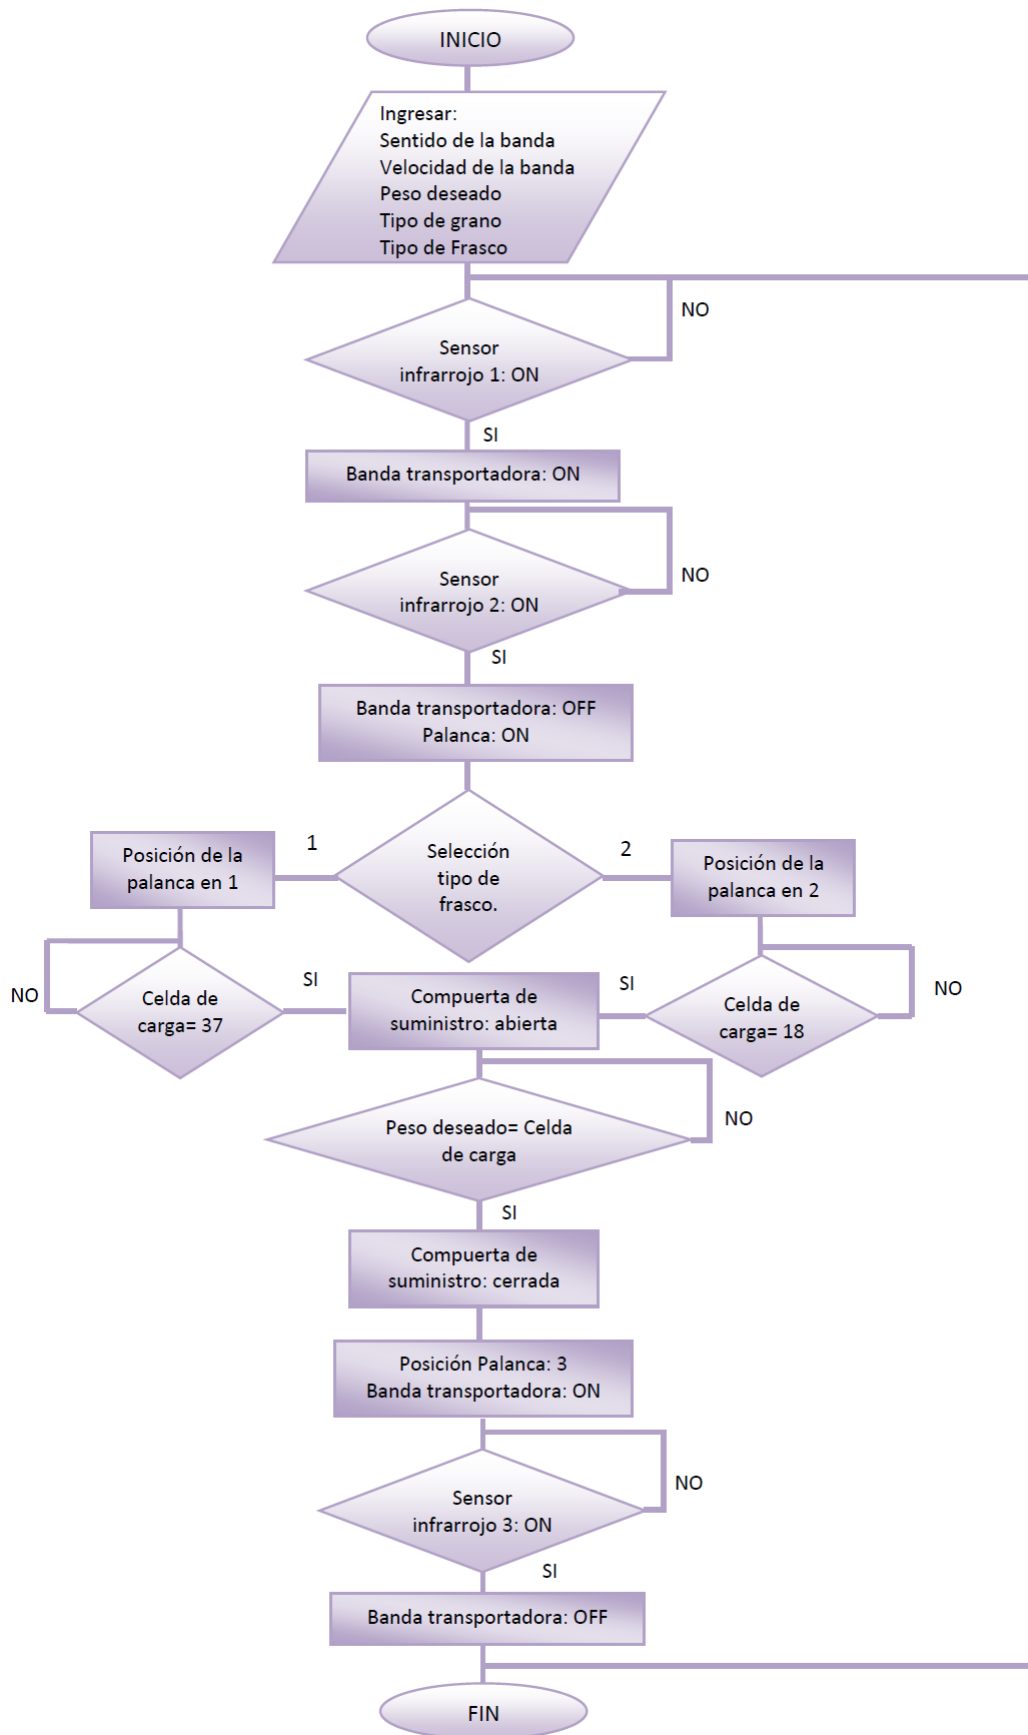 INICIO
Ingresar:
Sentido de la banda
Velocidad de la banda
Peso deseado
Tipo de grano
Tipo de Frasco
NO
Sensor
infrarrojo 1: ON
SI
Banda transportadora: ON
NO
Sensor
infrarrojo 2: ON
SI
Banda transportadora: OFF
Palanca: ON
1
Selección
tipo de
frasco.
2
Posición de la
palanca en 1
Posición de la
palanca en 2
NO
Celda de
carga= 37
SI
Compuerta de
suministro: abierta
SI
Celda de
carga= 18
NO
Peso deseado= Celda
de carga
NO
SI
Compuerta de
suministro: cerrada
Posición Palanca: 3
Banda transportadora: ON
NO
Sensor
infrarrojo 3: ON
SI
Banda transportadora: OFF
FIN